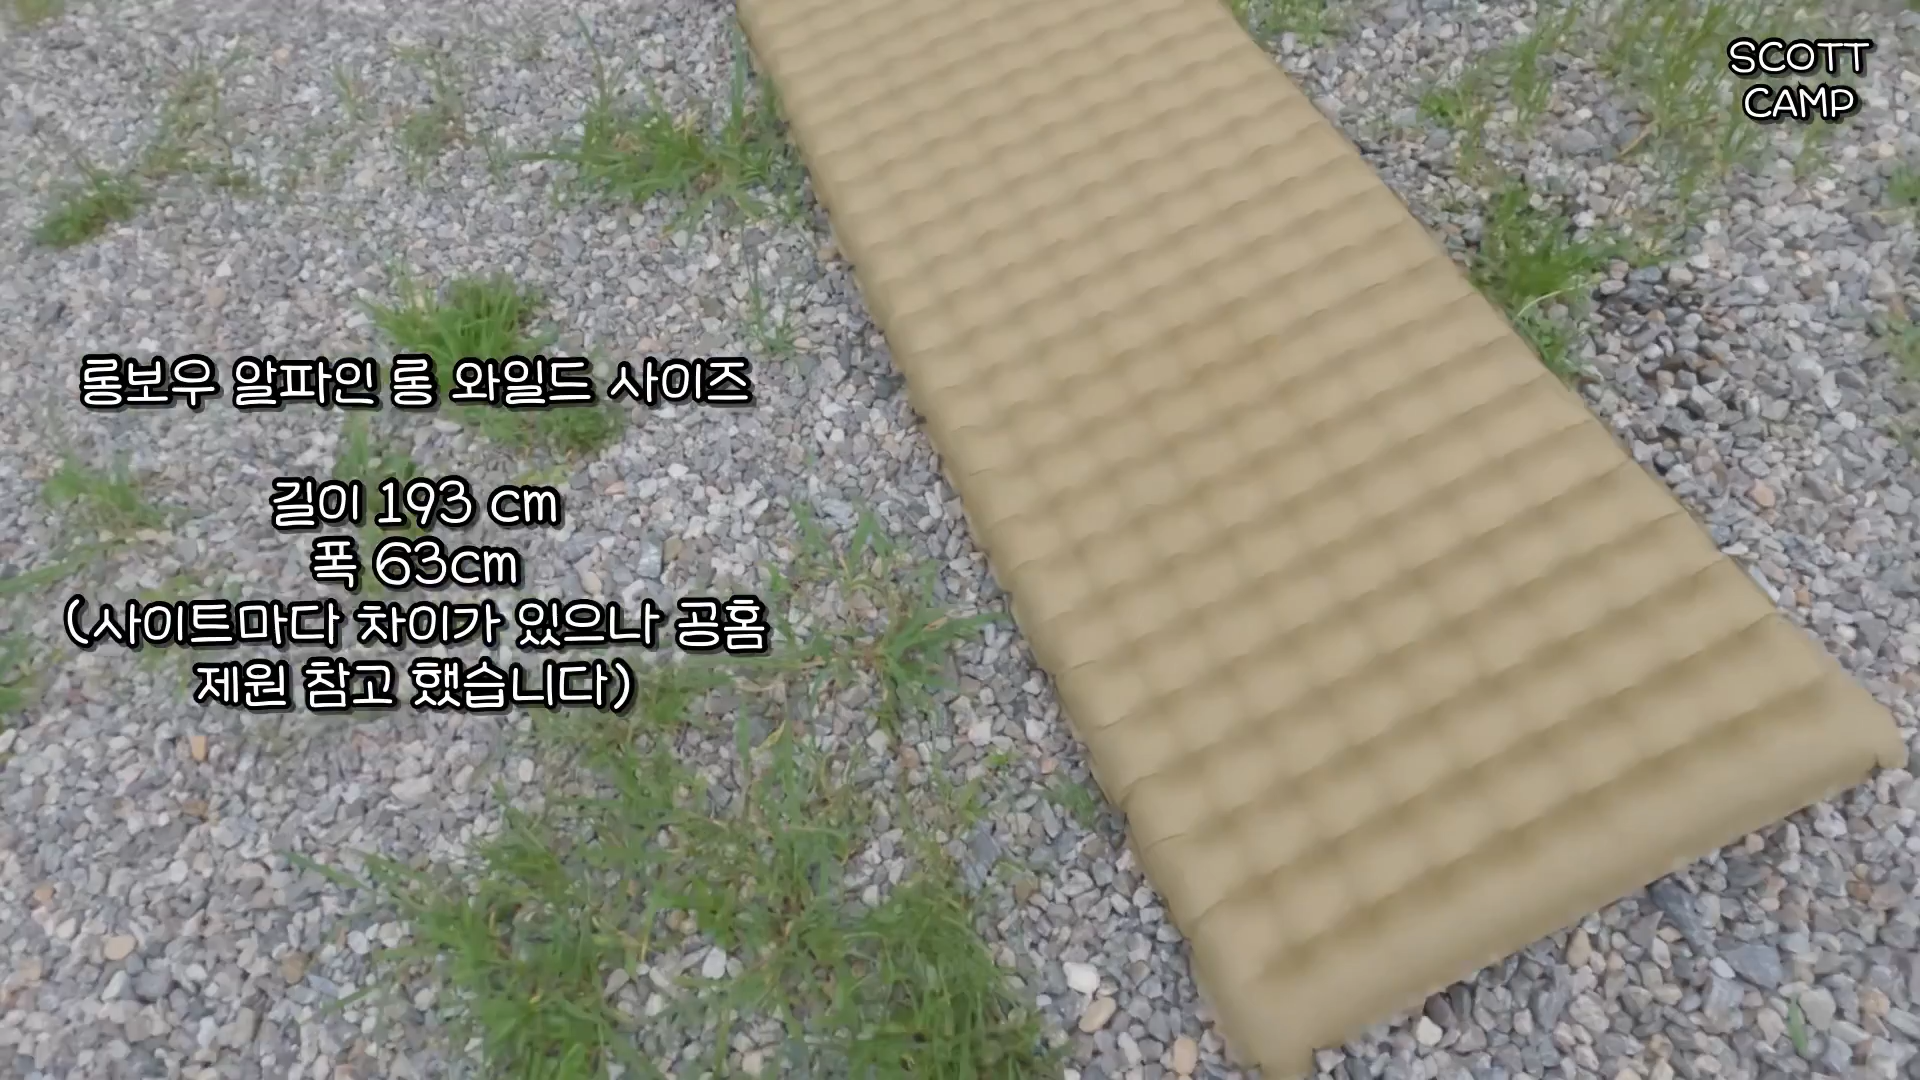 SCOTT
CAMP
롱보우 알파인 롱 와일드 사이즈
길이 193 cm
폭 63cm
(사이트마다 차이가 있으나 공홈
제원 참고 했습니다)